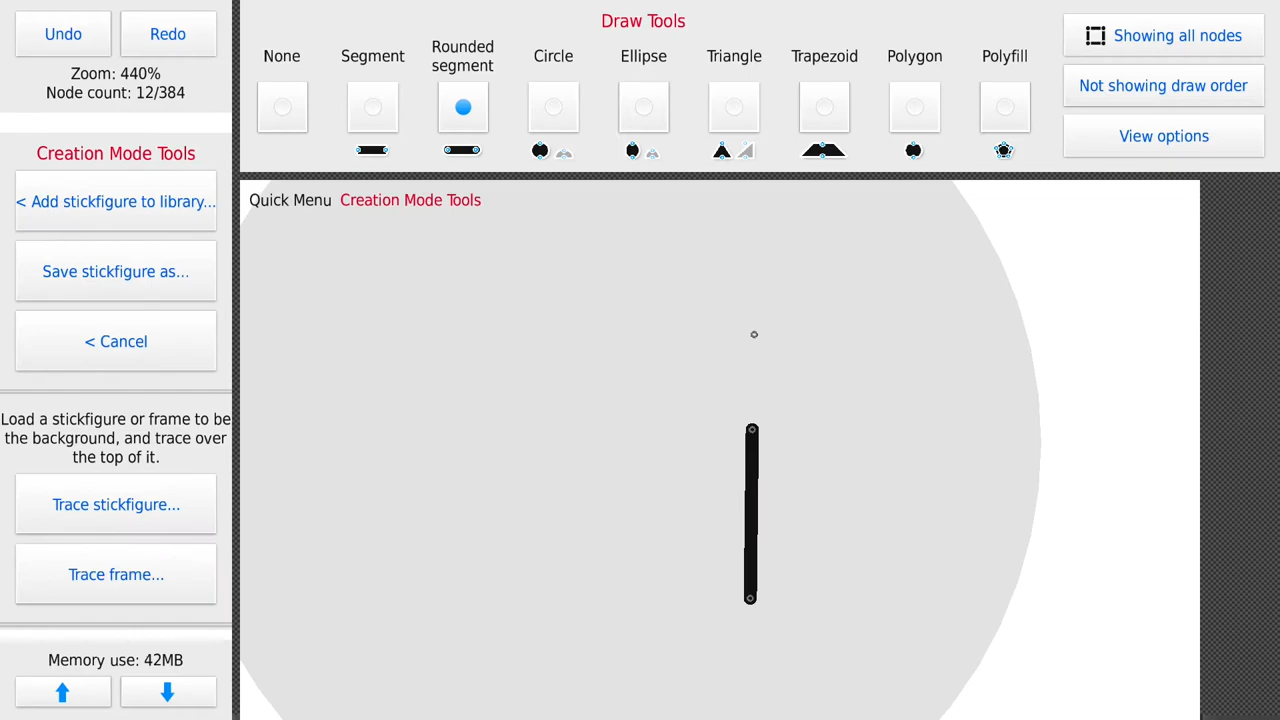 Undo
Redo
Zoom: 440%
Node count: 12/384
Creation Mode Tools
< Add stickfigure to library...
Save stickfigure as...
< Cancel
Load a stickfigure or frame to be
the background, and trace over
the top of it.
Trace stickfigure...
Trace frame...
Memory use: 42MB
Draw Tools
None
Segment
Rounded
segment
Circle
Ellipse
Triangle
Trapezoid
Polygon
Polyfill
Showing all nodes
Not showing draw order
View options
Quick Menu Creation Mode Tools